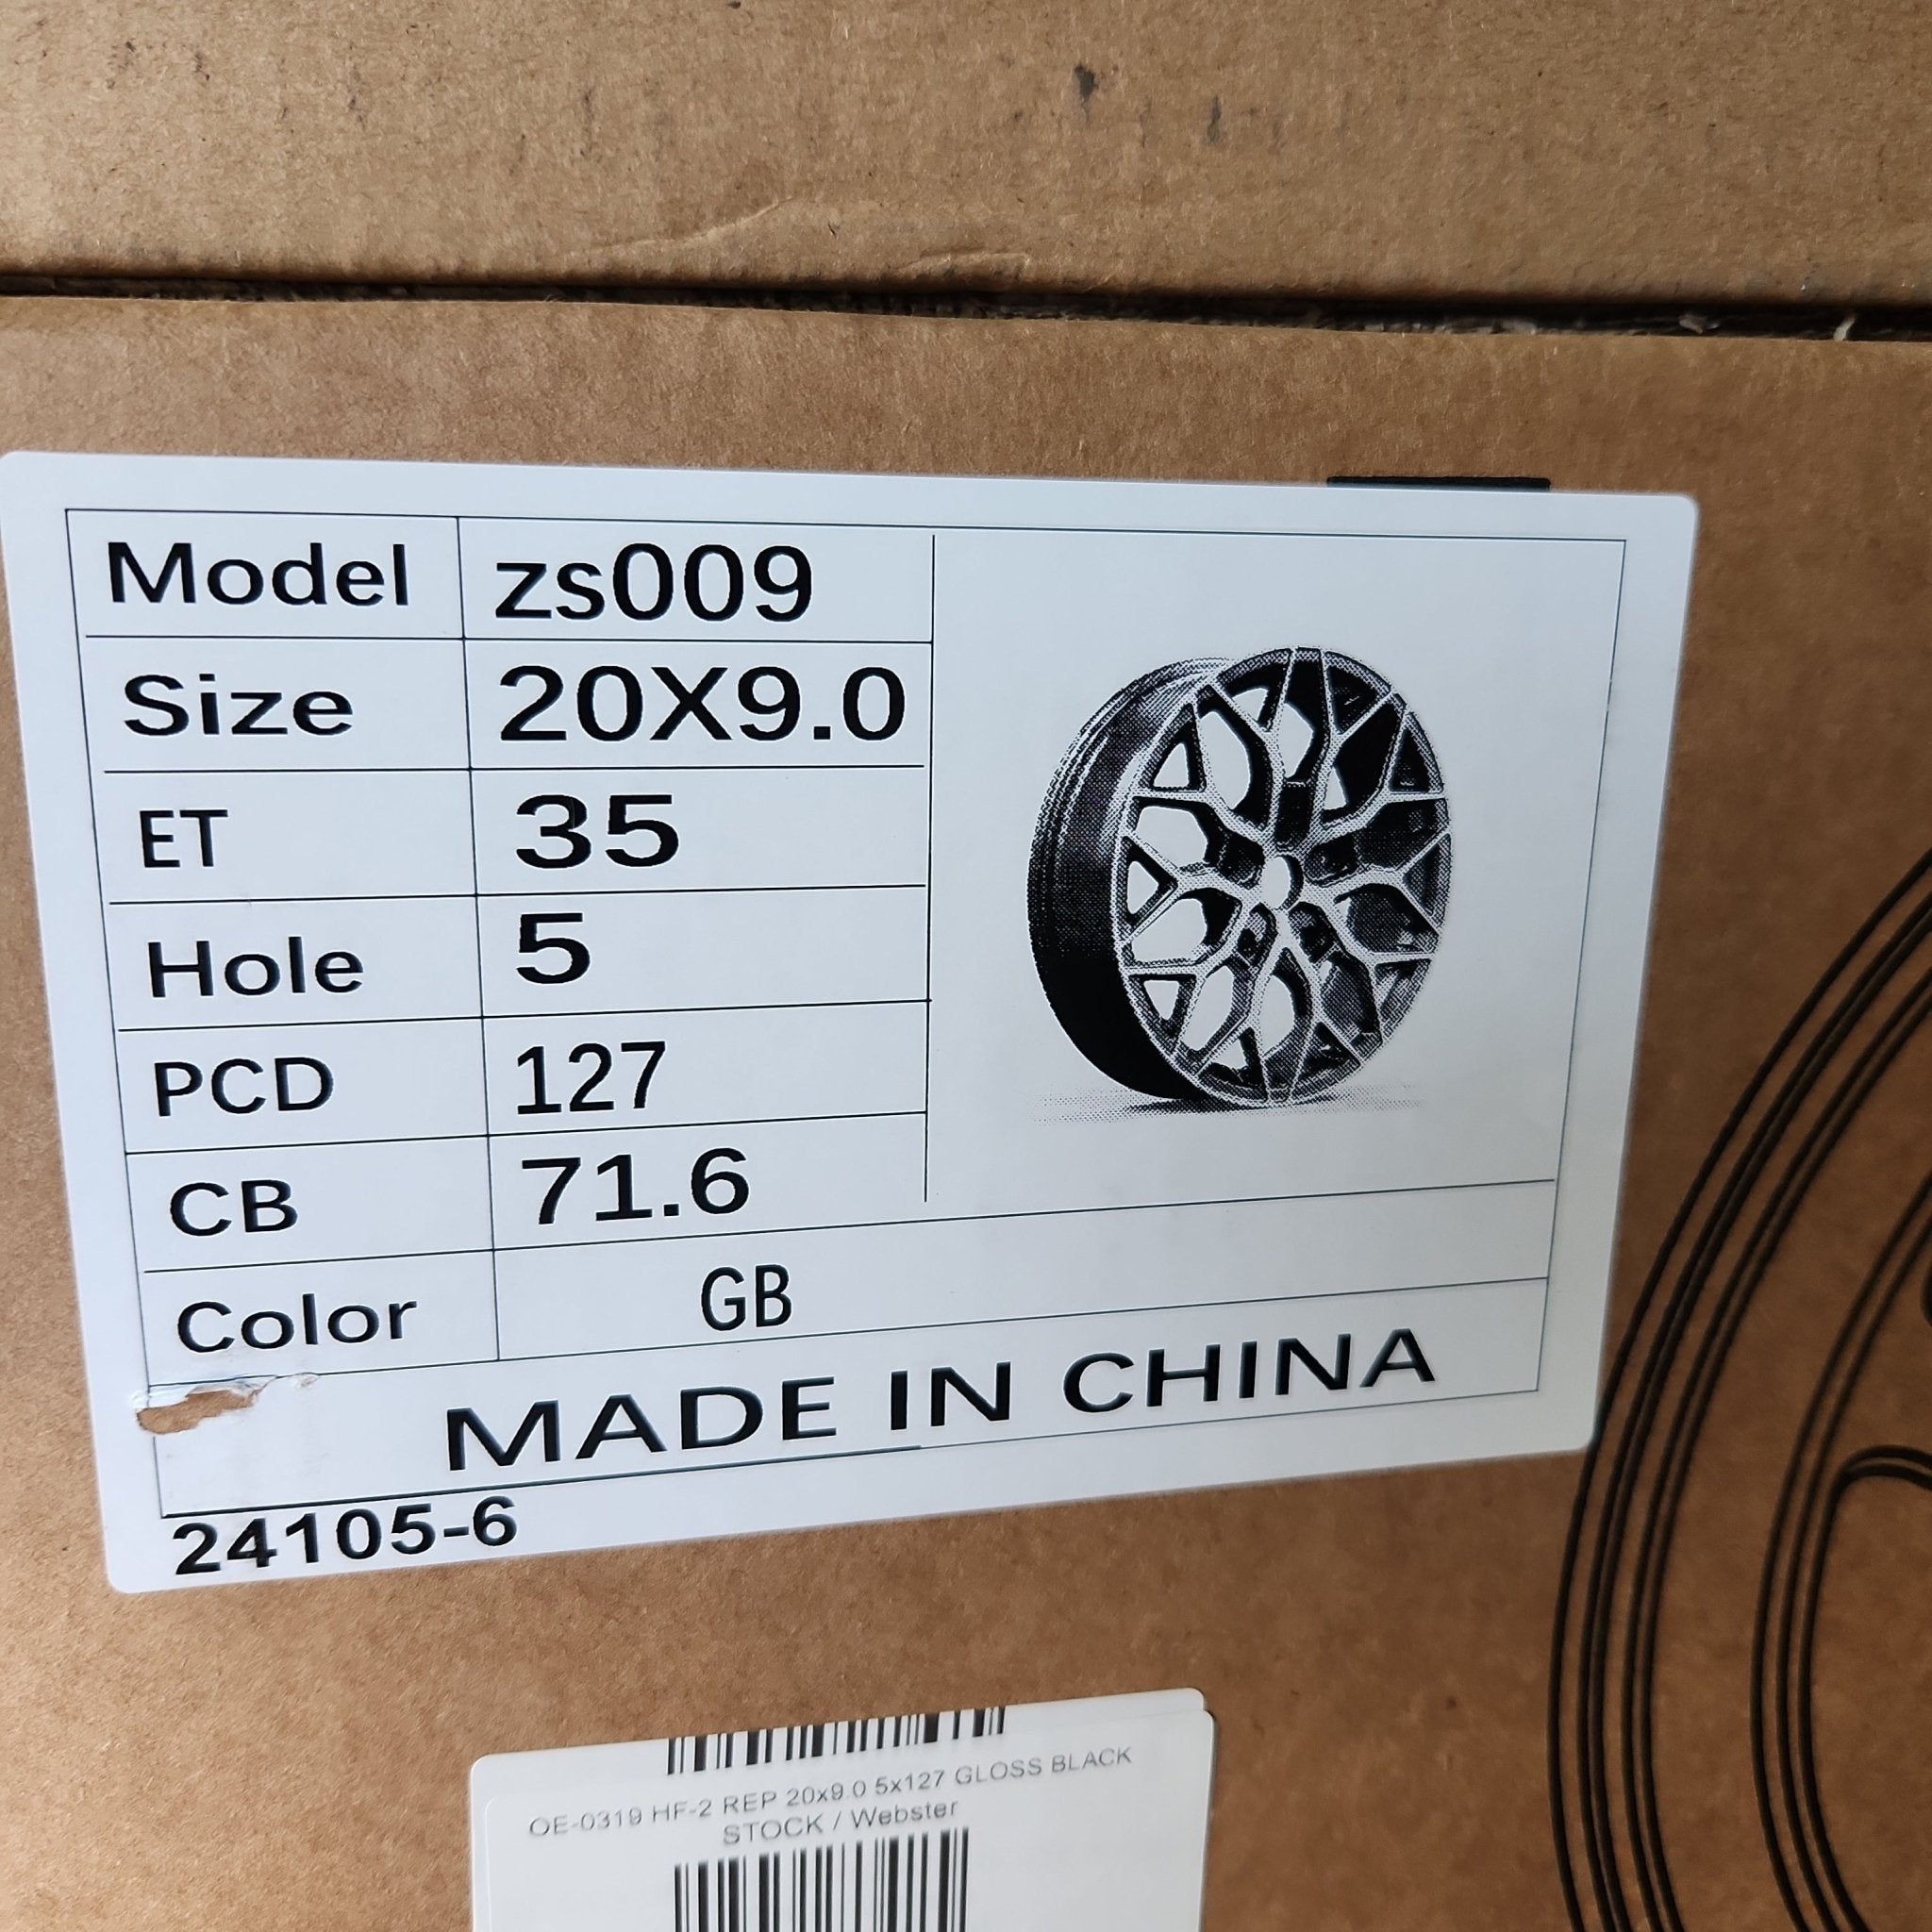 Model zs009
Size 20X9.0
ET 35
Hole 5
PCD 127
CB 71.6
Color GB
MADE IN CHINA
24105-6
OE-0319 HF-2 REP 20x9.0 5x127 GLOSS BLACK
STOCK / Webster